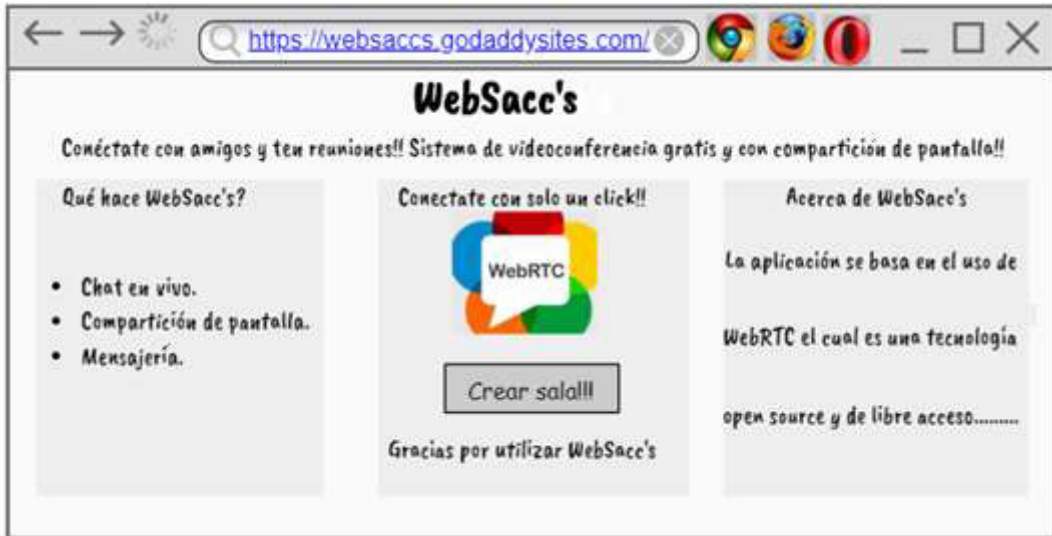 https://websaccs.godaddysites.com/
WebSacc's
Conéctate con amigos y ten reuniones!! Sistema de videoconferencia gratis y con compartición de pantalla!!
Qué hace WebSacc's?
• Chat en vivo.
• Compartición de pantalla.
• Mensajería.
Conectate con solo un click!!
WebRTC
Crear sala!!!
Gracias por utilizar WebSacc's
Acerca de WebSacc's
La aplicación se basa en el uso de
WebRTC el cual es una tecnología
open source y de libre acceso.........